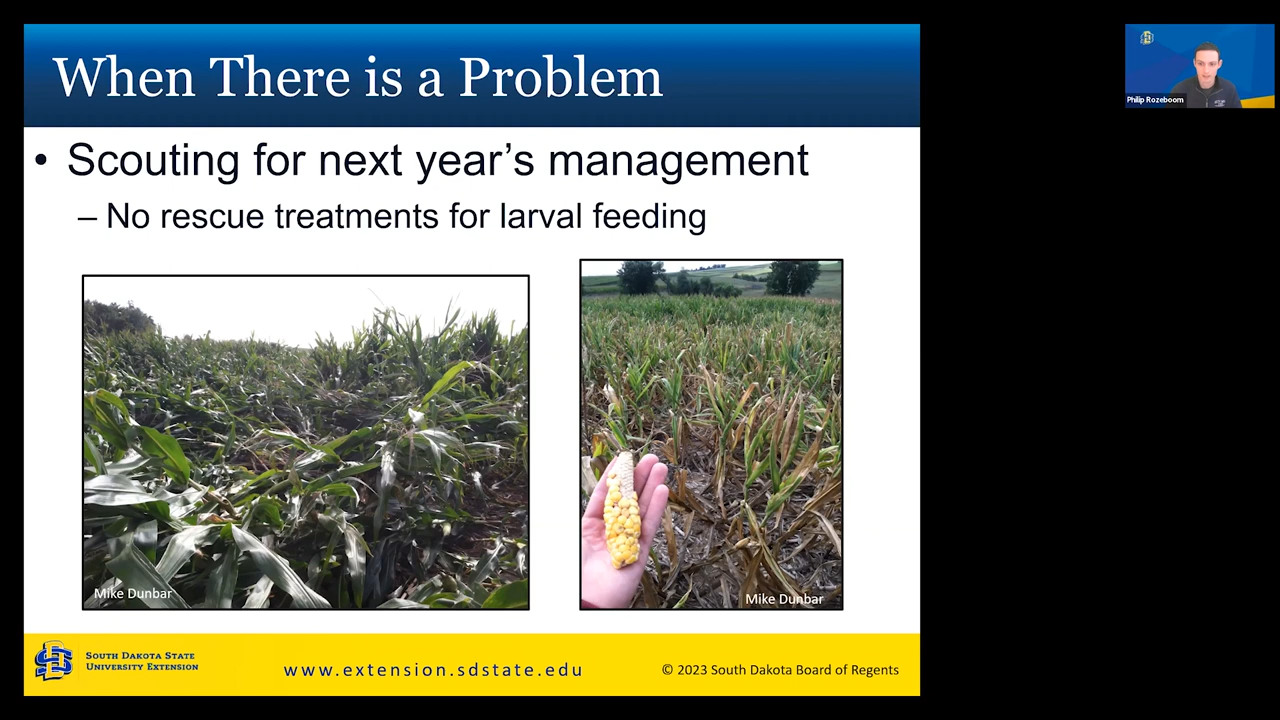 When There is a Problem
Philip Rozeboom
• Scouting for next year's management
– No rescue treatments for larval feeding
Mike Dunbar
Mike Dunbar
SOUTH DAKOTA STATE
UNIVERSITY EXTENSION
www.extension.sdstate.edu
© 2023 South Dakota Board of Regents